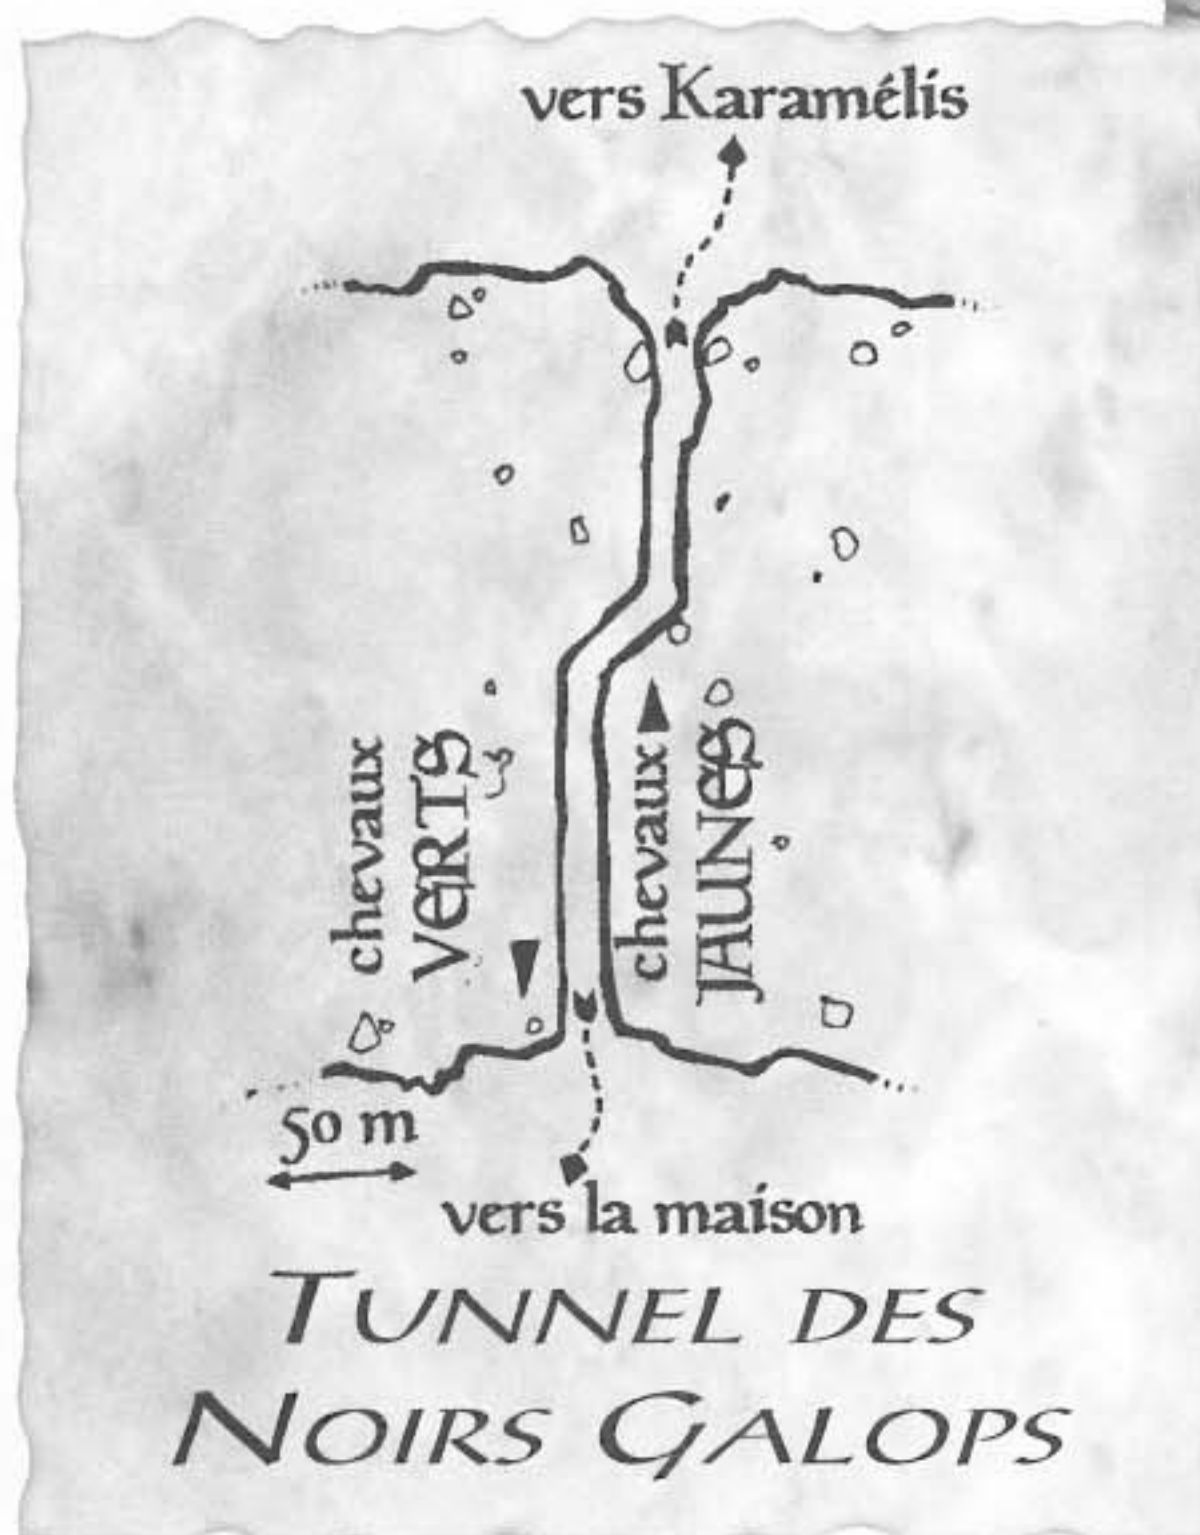 vers Karamélis
chevaux
VERTS
chevaux
JAUNES
50 m
vers la maison
TUNNEL DES
NOIRS GALOPS